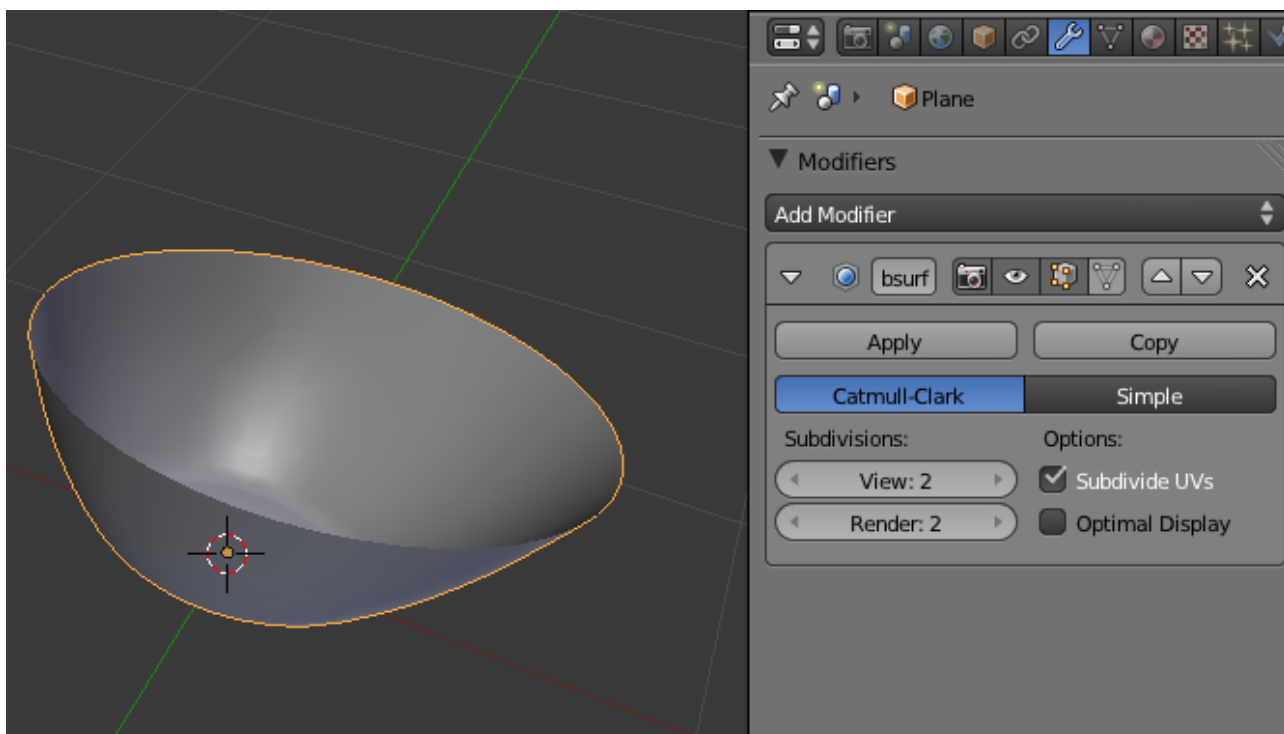 Plane
Modifiers
Add Modifier
bsurf
Apply
Copy
Catmull-Clark
Simple
Subdivisions:
Options:
View: 2
Subdivide UVs
Render: 2
Optimal Display